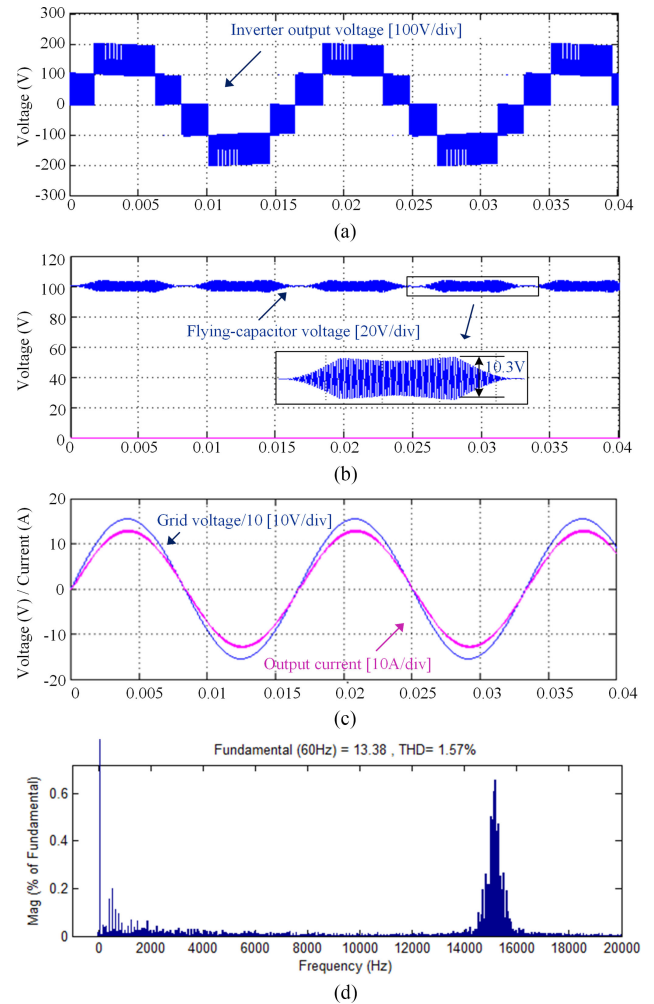 300
Inverter output voltage [100V/div]
200
100
0
-100
-200
-300
Voltage (V)
0 0.005 0.01 0.015 0.02 0.025 0.03 0.035 0.04
(a)
120
100
80
60
40
20
0
Voltage (V)
Flying-capacitor voltage [20V/div]
10.3V
0 0.005 0.01 0.015 0.02 0.025 0.03 0.035 0.04
(b)
20
10
0
-10
-20
Voltage (V) / Current (A)
Grid voltage/10 [10V/div]
Output current [10A/div]
0 0.005 0.01 0.015 0.02 0.025 0.03 0.035 0.04
(c)
Fundamental (60Hz) = 13.38 , THD= 1.57%
0.6
0.4
0.2
0
Mag (% of Fundamental)
0 2000 4000 6000 8000 10000 12000 14000 16000 18000 20000
Frequency (Hz)
(d)